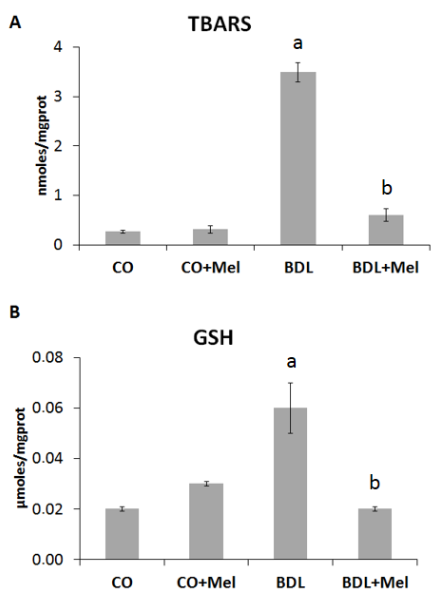 A
TBARS
nmoles/mgprot
4
3
2
1
0
a
b
CO CO+Mel BDL BDL+Mel
B
GSH
µmoles/mgprot
0.08
0.06
0.04
0.02
0.00
a
b
CO CO+Mel BDL BDL+Mel